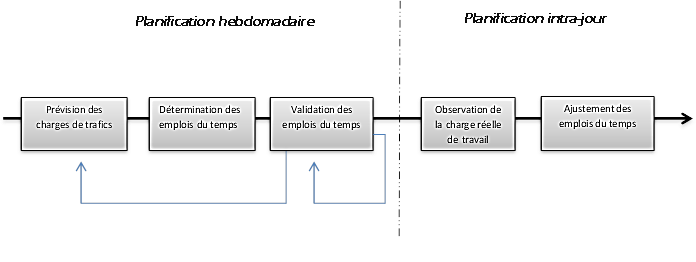 Planification hebdomadaire
Planification intra-jour
Prévision des
charges de trafics
Détermination des
emplois du temps
Validation des
emplois du temps
Observation de
la charge réelle
de travail
Ajustement des
emplois du temps